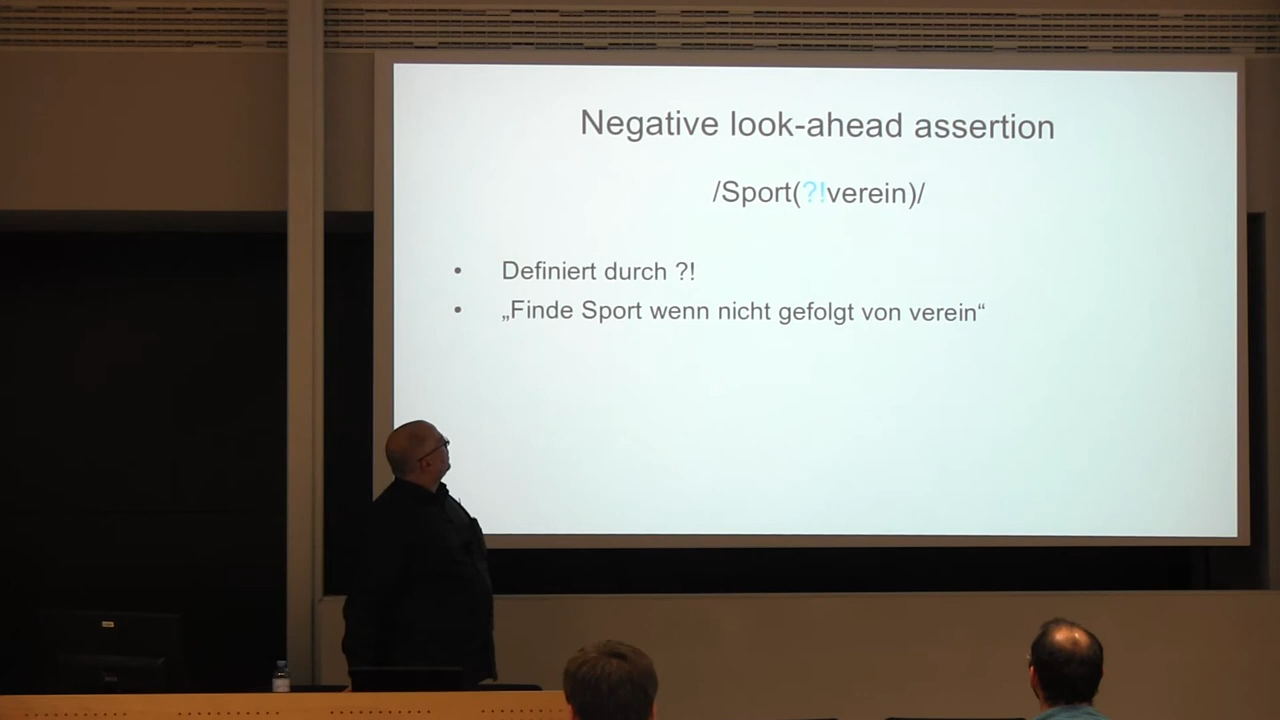 Negative look-ahead assertion
/Sport(?!verein)/
• Definiert durch ?!
• „Finde Sport wenn nicht gefolgt von verein“